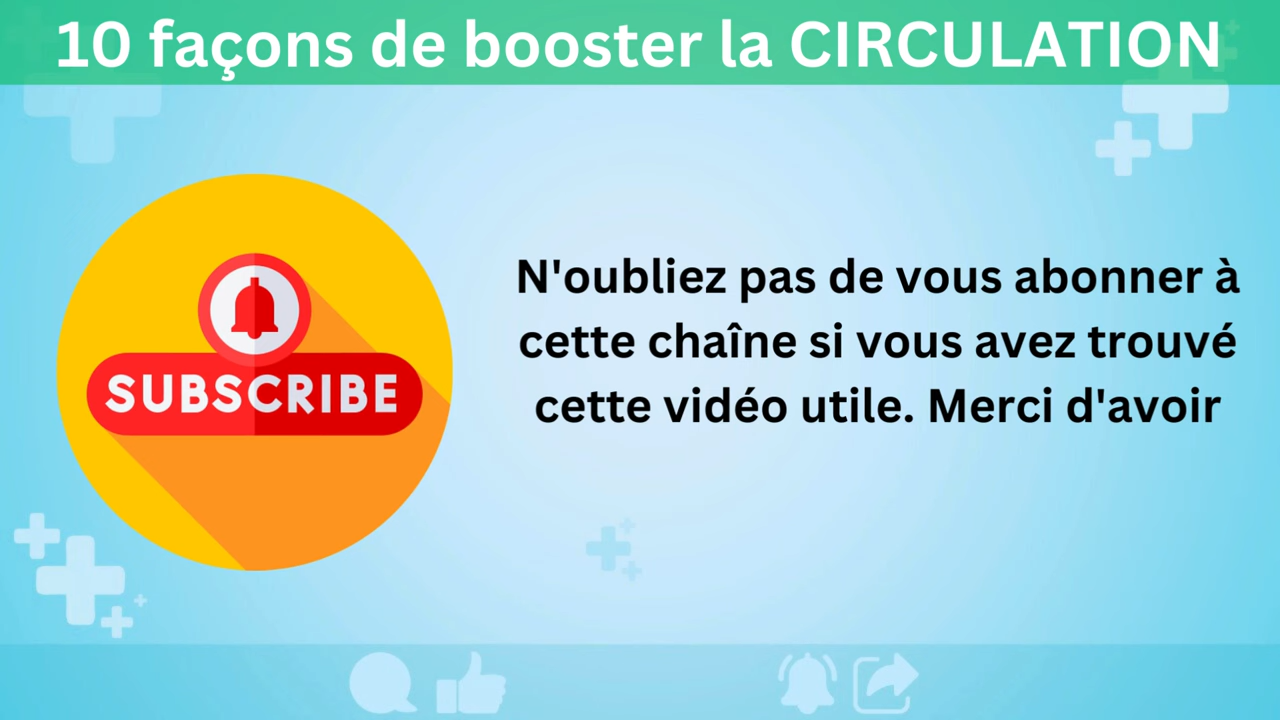 10 façons de booster la CIRCULATION
SUBSCRIBE
N'oubliez pas de vous abonner à
cette chaîne si vous avez trouvé
cette vidéo utile. Merci d'avoir